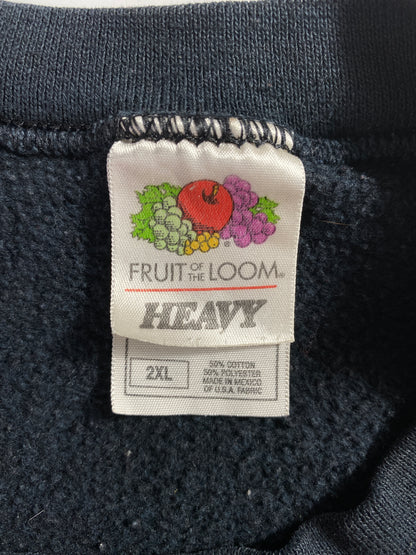 FRUIT OF THE LOOM®
HEAVY
2XL
50% COTTON
50% POLYESTER
MADE IN MEXICO
OF U.S.A. FABRIC